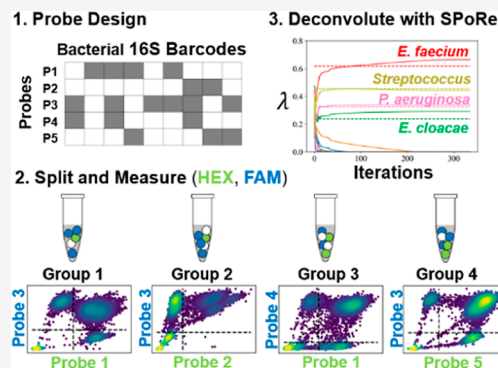 1. Probe Design
Bacterial 16S Barcodes
Probes
P1
P2
P3
P4
P5
3. Deconvolute with SPoRe
λ
0.8
0.6
0.4
0.2
0.0
E. faecium
Streptococcus
P. aeruginosa
E. cloacae
0
100
200
300
Iterations
2. Split and Measure (HEX, FAM)
Group 1
Group 2
Group 3
Group 4
Probe 3
Probe 1
Probe 3
Probe 2
Probe 4
Probe 1
Probe 3
Probe 5